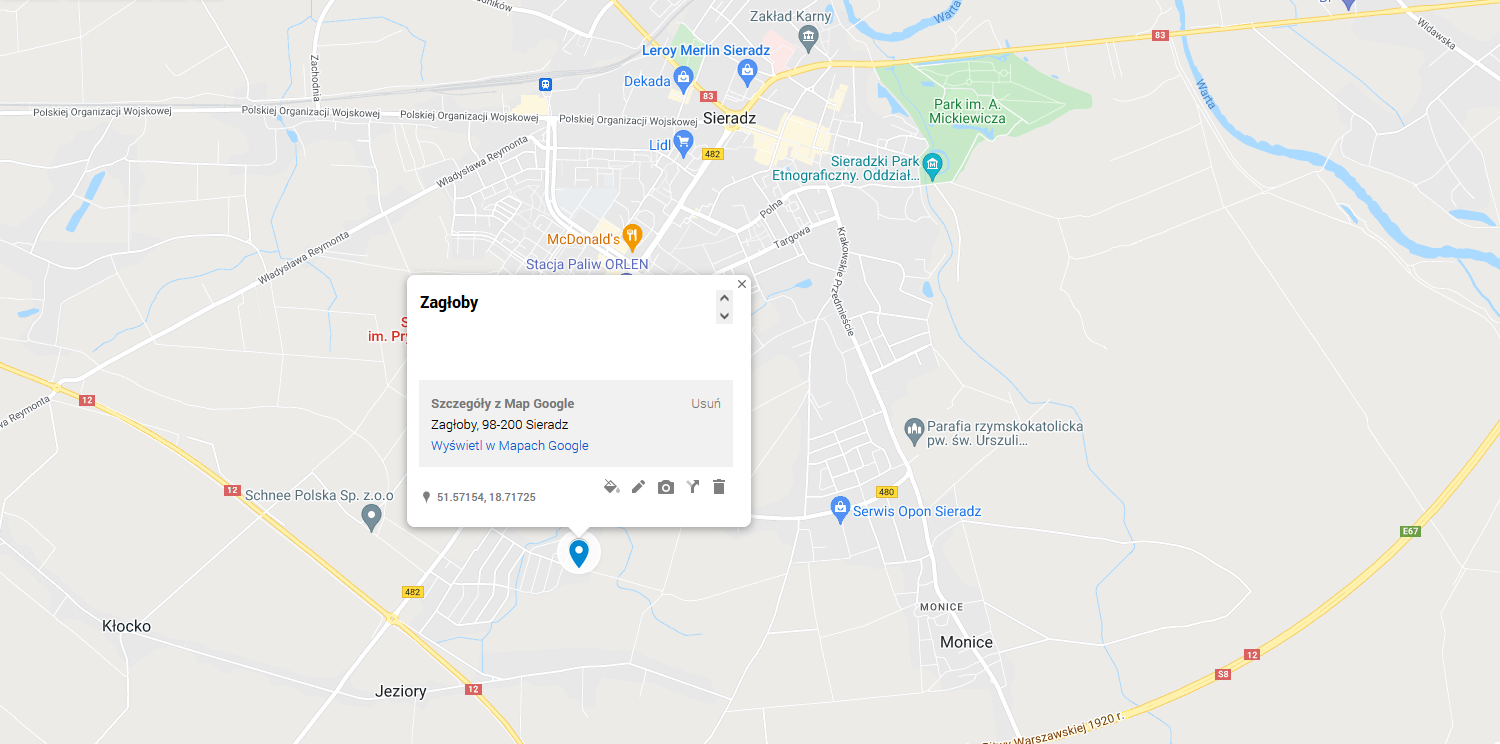 Zakład Karny
Warta
83
Widawska
Leroy Merlin Sieradz
Zachodnia
Dekada
83
Warta
Park im. A.
Mickiewicza
Polskiej Organizacji Wojskowej
Polskiej Organizacji Wojskowej
Polskiej Organizacji Wojskowej
Polskiej Organizacji Wojskowej
Sieradz
Lidl
482
Władysława Reymonta
Sieradzki Park
Etnograficzny. Oddział...
Polna
Targowa
Krakowskie Przedmieście
McDonald's
Władysława Reymonta
Stacja Paliw ORLEN
Zagłoby
im. Pry
12
Reymonta
Szczegóły z Map Google
Usuń
Zagłoby, 98-200 Sieradz
Wyświetl w Mapach Google
Parafia rzymskokatolicka
pw. św. Urszuli...
12
Schnee Polska Sp. z.o.o
51.57154, 18.71725
480
Serwis Opon Sieradz
E67
482
MONICE
Kłocko
Monice
12
S8
Jeziory
12
Bitwy Warszawskiej 1920 r.